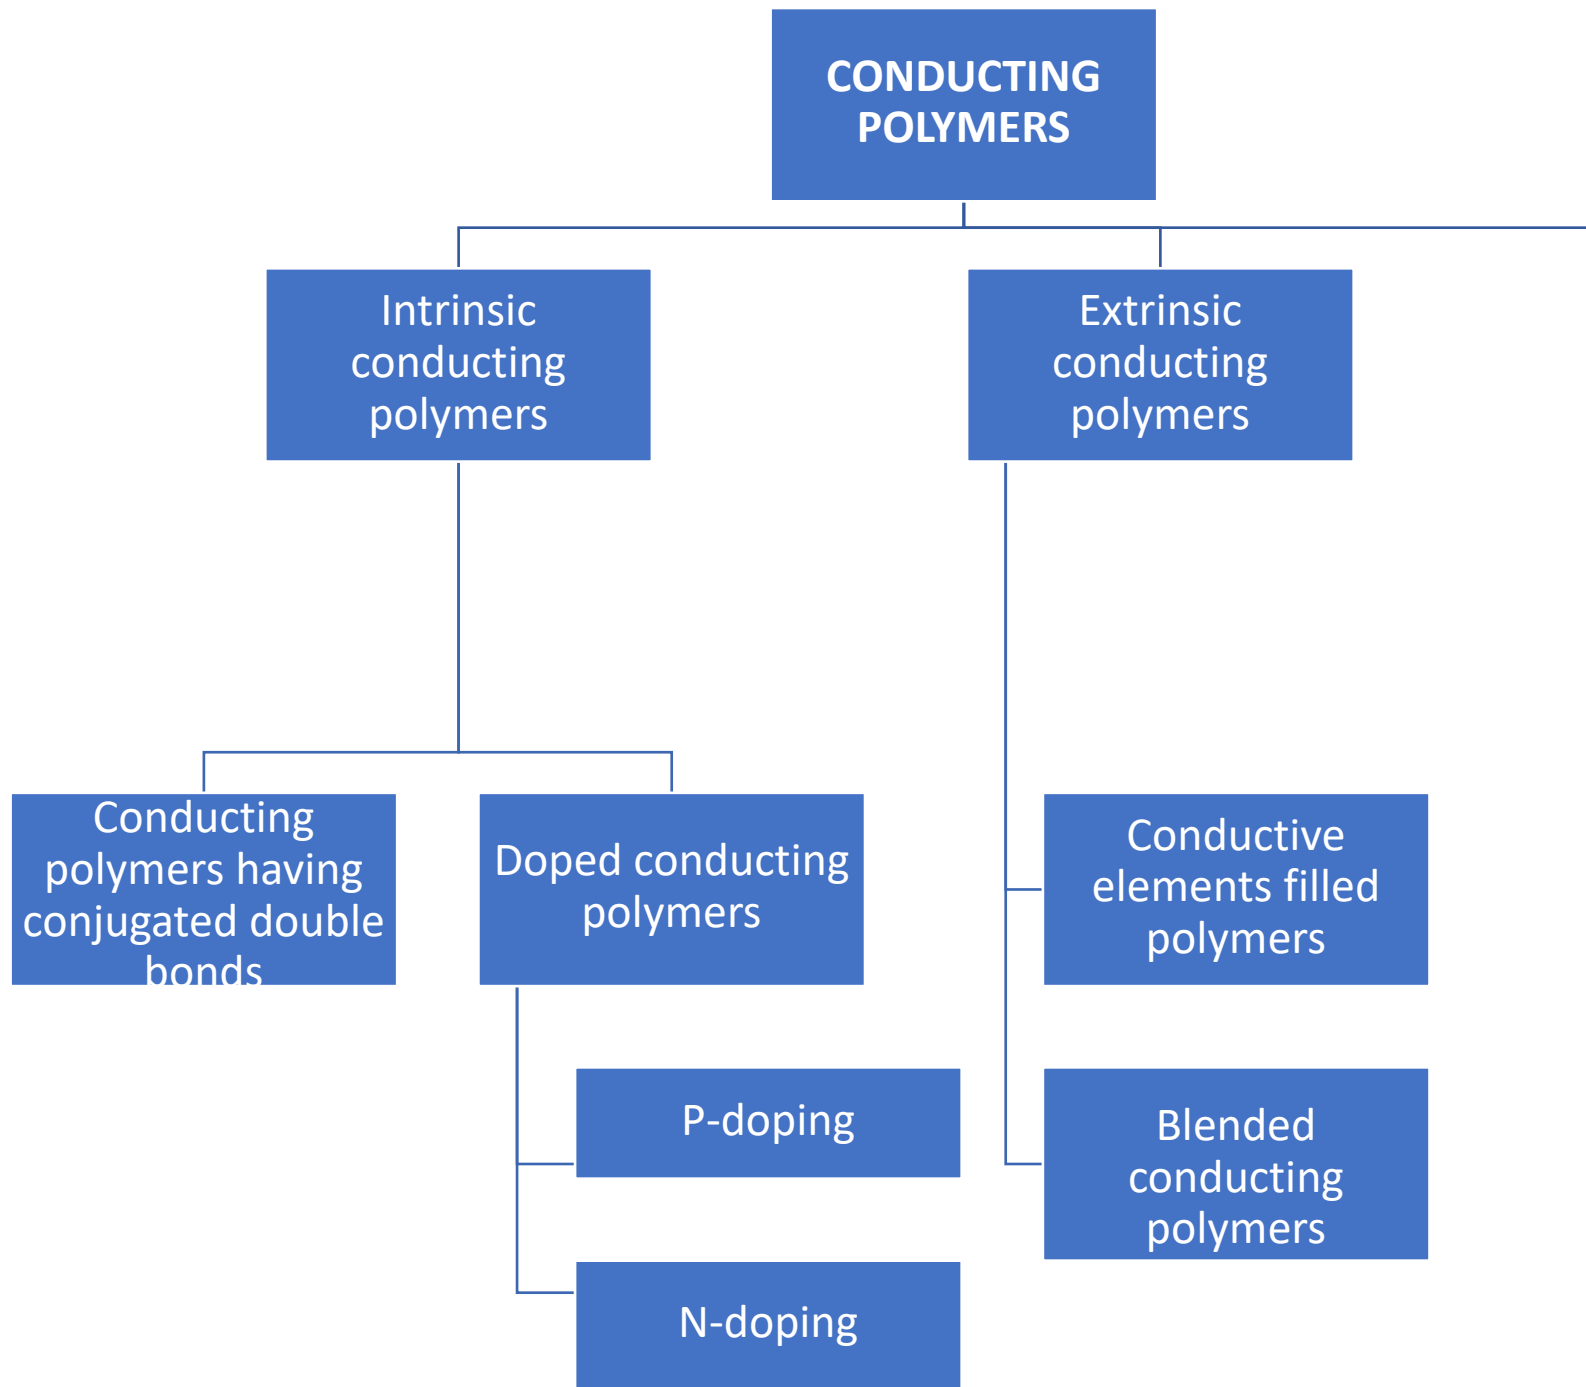 CONDUCTING
POLYMERS
Intrinsic
conducting
polymers
Extrinsic
conducting
polymers
Conducting
polymers having
conjugated double
bonds
Doped conducting
polymers
Conductive
elements filled
polymers
P-doping
Blended
conducting
polymers
N-doping